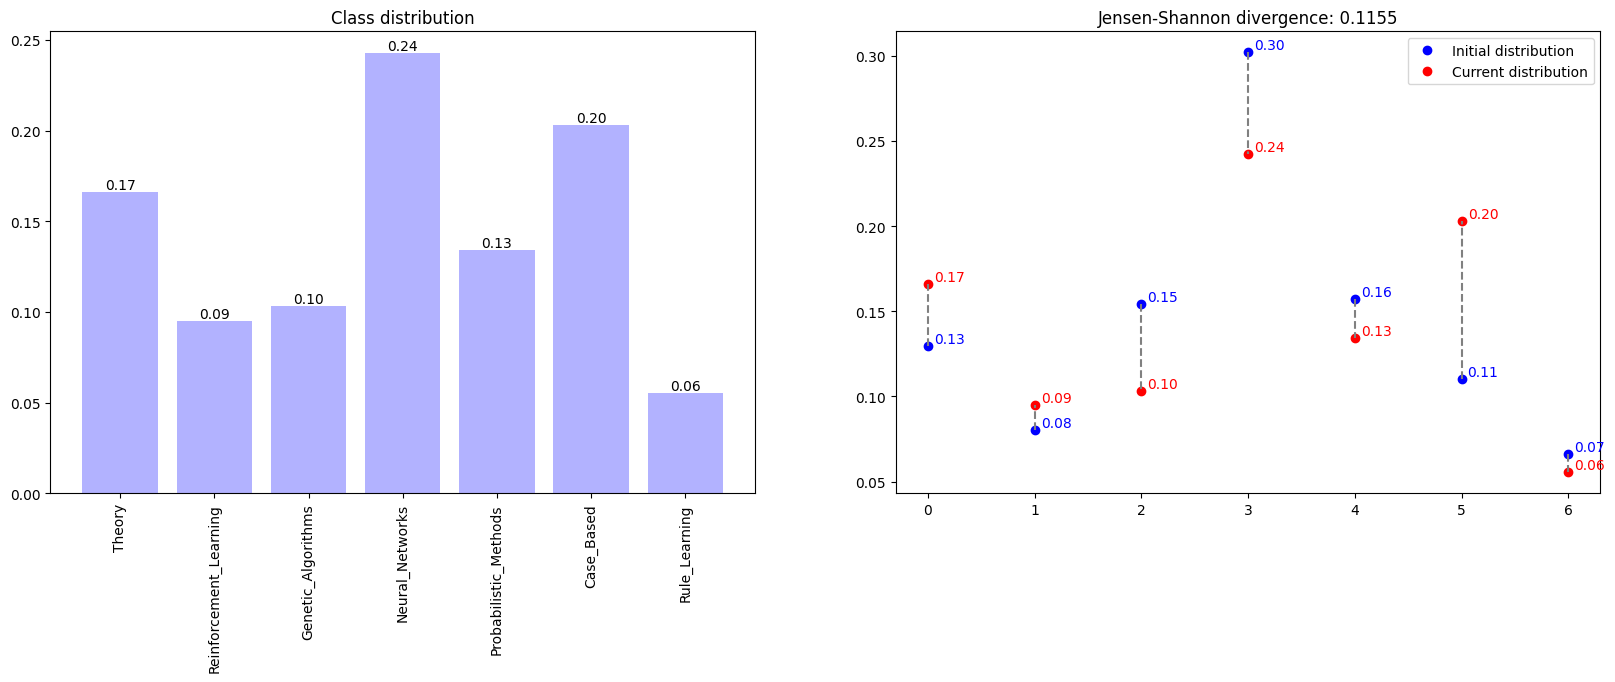 Class distribution
0.25
0.20
0.15
0.10
0.05
0.00
0.17
0.09
0.10
0.24
0.13
0.20
0.06
Theory
Reinforcement_Learning
Genetic_Algorithms
Neural_Networks
Probabilistic_Methods
Case_Based
Rule_Learning
Jensen-Shannon divergence: 0.1155
Initial distribution
Current distribution
0.30
0.25
0.20
0.15
0.10
0.05
0.17
0.13
0.09
0.08
0.15
0.10
0.30
0.24
0.16
0.13
0.20
0.11
0.07
0.06
0 1 2 3 4 5 6